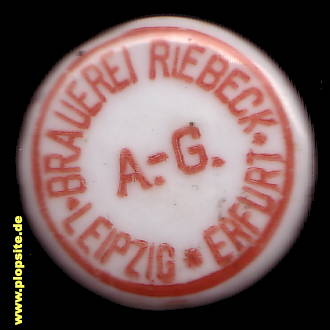 ·BRAUEREI RIEBECK·
A.-G.
LEIPZIG * ERFURT
www.plopsite.de